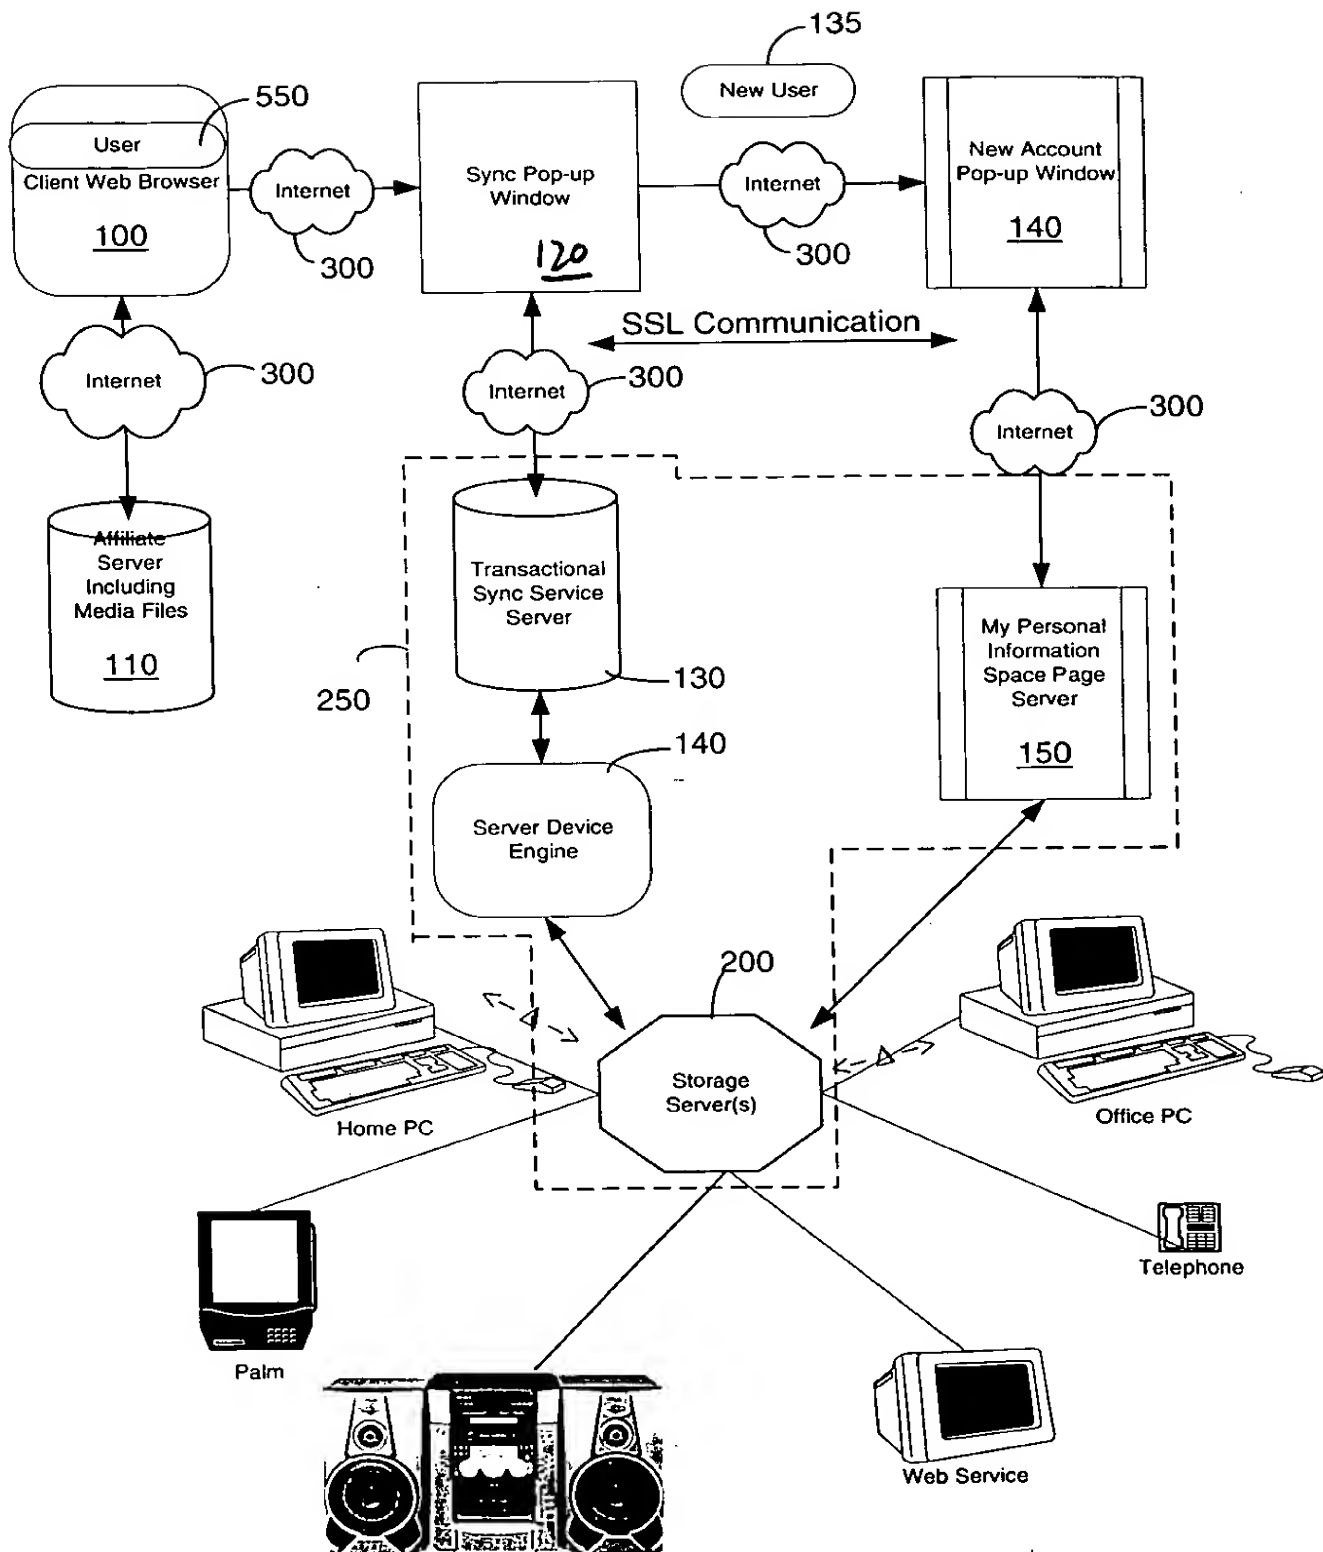 135
New User
550
User
Client Web Browser
100
Internet
300
Sync Pop-up
Window
120
Internet
300
New Account
Pop-up Window
140
SSL Communication
Internet
300
Internet
300
Internet
300
Affiliate
Server
Including
Media Files
110
Transactional
Sync Service
Server
130
250
My Personal
Information
Space Page
Server
150
140
Server Device
Engine
200
Storage
Server(s)
Home PC
Office PC
Palm
Telephone
Web Service